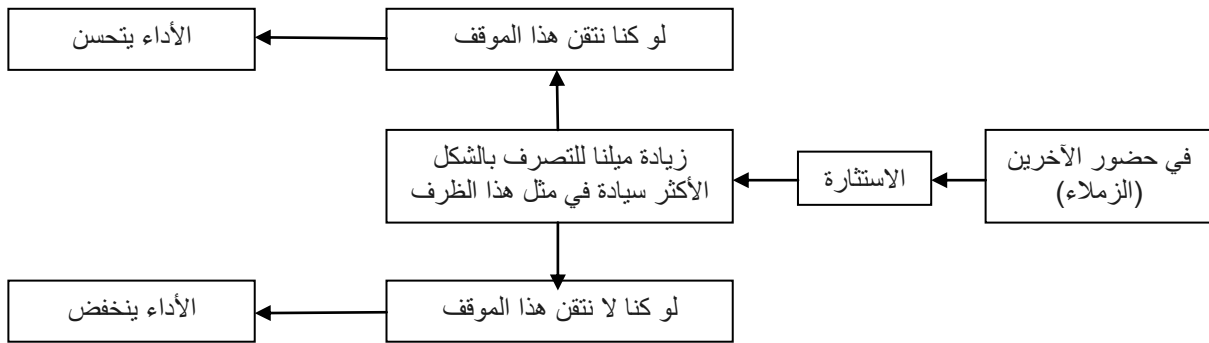 لو كنا نتقن هذا الموقف
الأداء يتحسن
في حضور الآخرين
(الزملاء)
الاستثارة
زيادة ميلنا للتصرف بالشكل
الأكثر سيادة في مثل هذا الظرف
لو كنا لا نتقن هذا الموقف
الأداء ينخفض